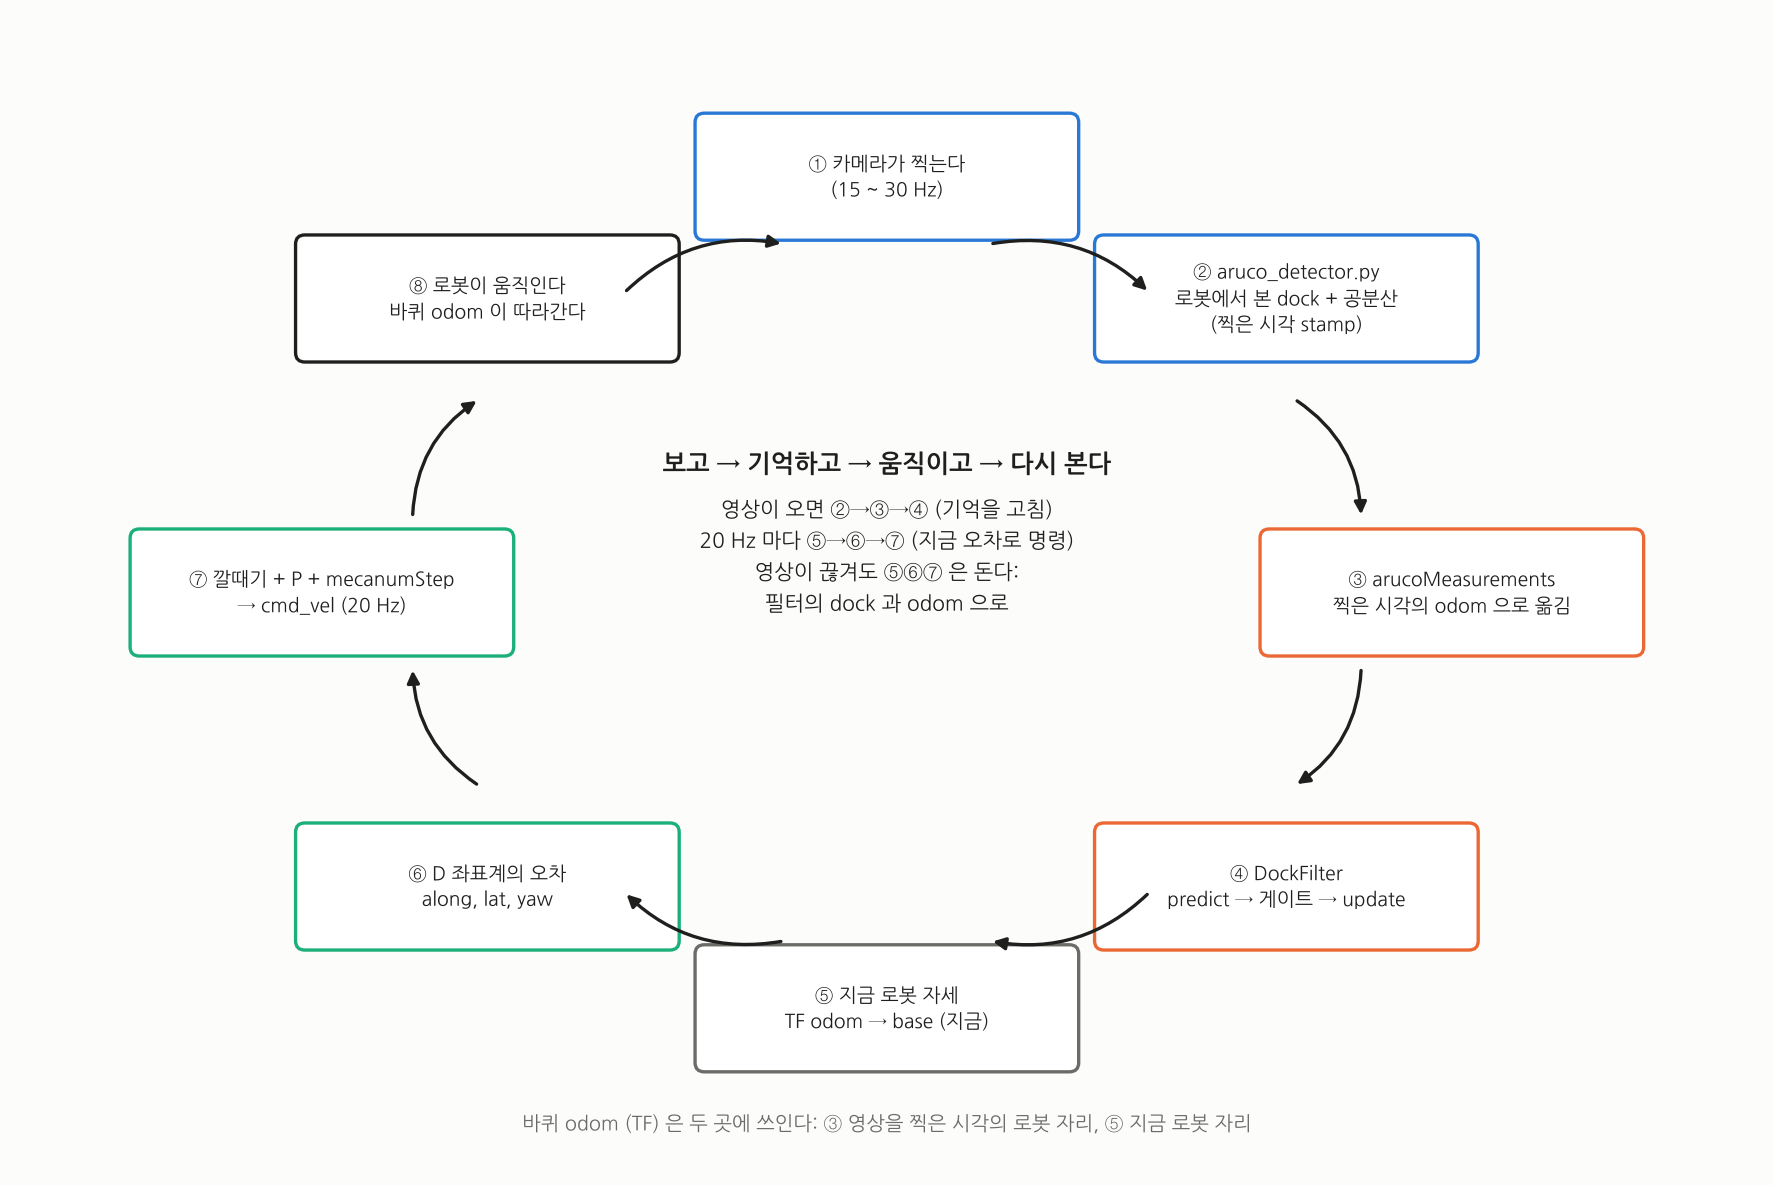 ① 카메라가 찍는다
(15 ~ 30 Hz)
② aruco_detector.py
로봇에서 본 dock + 공분산
(찍은 시각 stamp)
③ arucoMeasurements
찍은 시각의 odom 으로 옮김
④ DockFilter
predict → 게이트 → update
⑤ 지금 로봇 자세
TF odom → base (지금)
⑥ D 좌표계의 오차
along, lat, yaw
⑦ 깔때기 + P + mecanumStep
→ cmd_vel (20 Hz)
⑧ 로봇이 움직인다
바퀴 odom 이 따라간다
보고 → 기억하고 → 움직이고 → 다시 본다
영상이 오면 ②→③→④ (기억을 고침)
20 Hz 마다 ⑤→⑥→⑦ (지금 오차로 명령)
영상이 끊겨도 ⑤⑥⑦ 은 돈다:
필터의 dock 과 odom 으로
바퀴 odom (TF) 은 두 곳에 쓰인다: ③ 영상을 찍은 시각의 로봇 자리, ⑤ 지금 로봇 자리